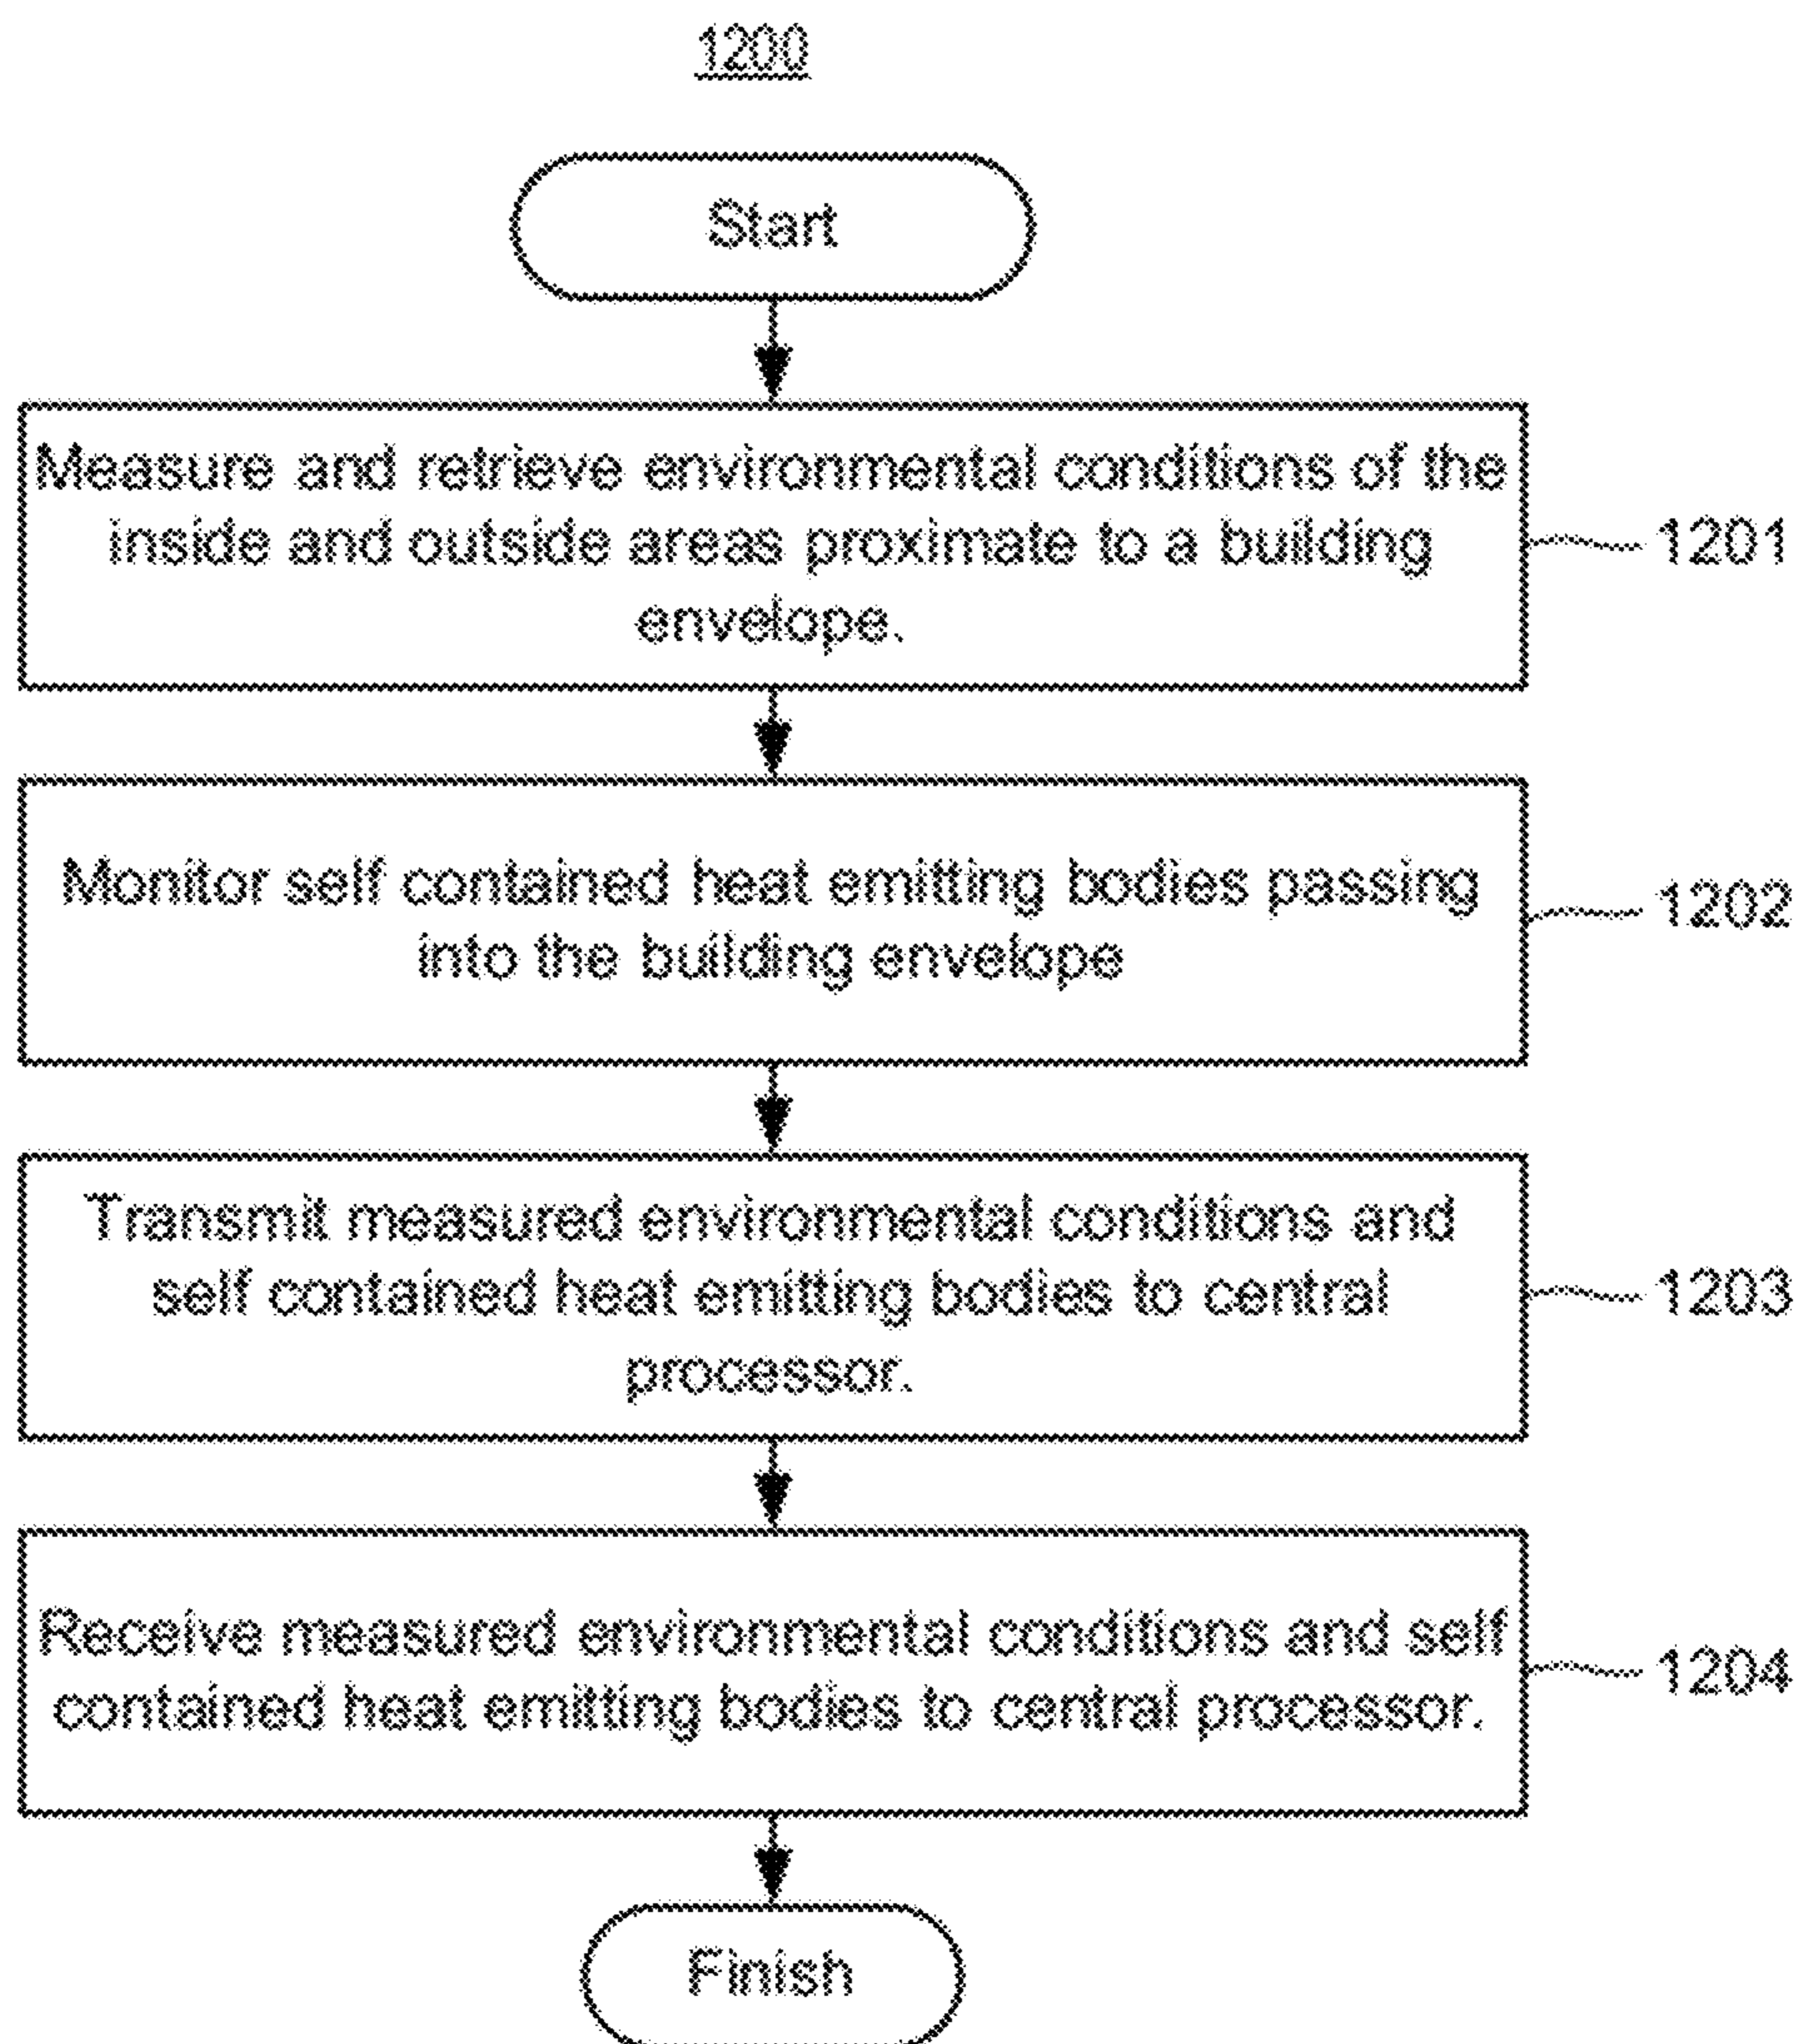 1200
Start
Measure and retrieve environmental conditions of the
inside and outside areas proximate to a building
envelope.
1201
Monitor self contained heat emitting bodies passing
into the building envelope
1202
Transmit measured environmental conditions and
self contained heat emitting bodies to central
processor.
1203
Receive measured environmental conditions and self
contained heat emitting bodies to central processor.
1204
Finish